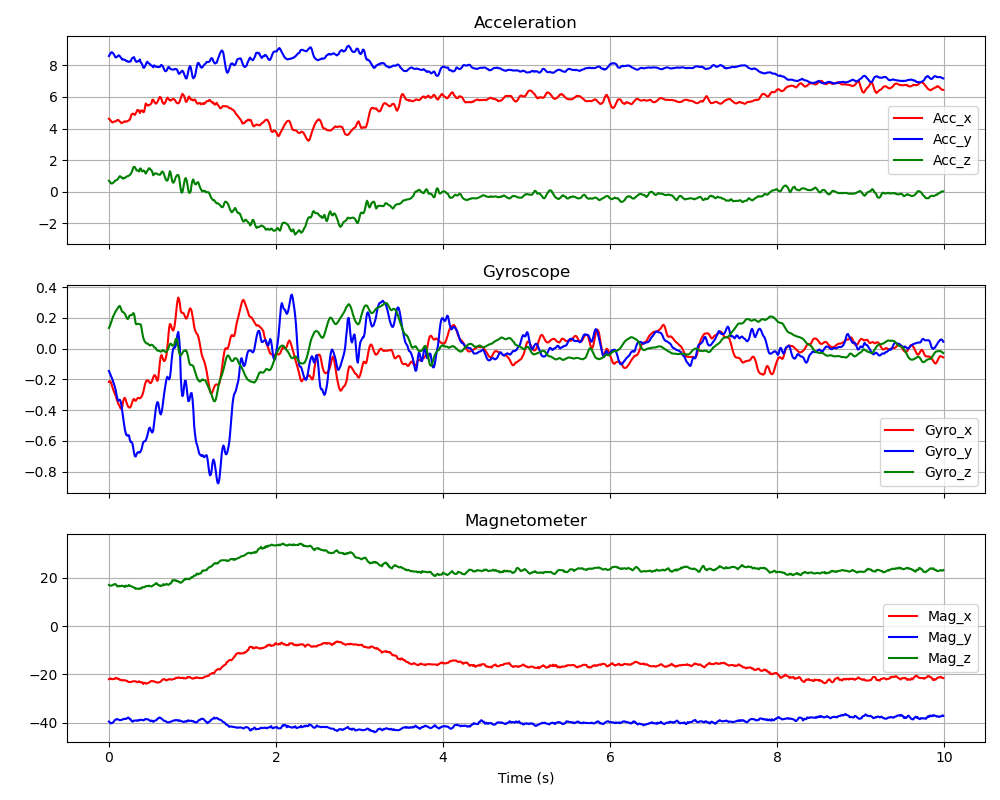 Acceleration
8
6
4
2
0
−2
Acc_x
Acc_y
Acc_z
Gyroscope
0.4
0.2
0.0
−0.2
−0.4
−0.6
−0.8
Gyro_x
Gyro_y
Gyro_z
Magnetometer
20
0
−20
−40
Mag_x
Mag_y
Mag_z
0 2 4 6 8 10
Time (s)